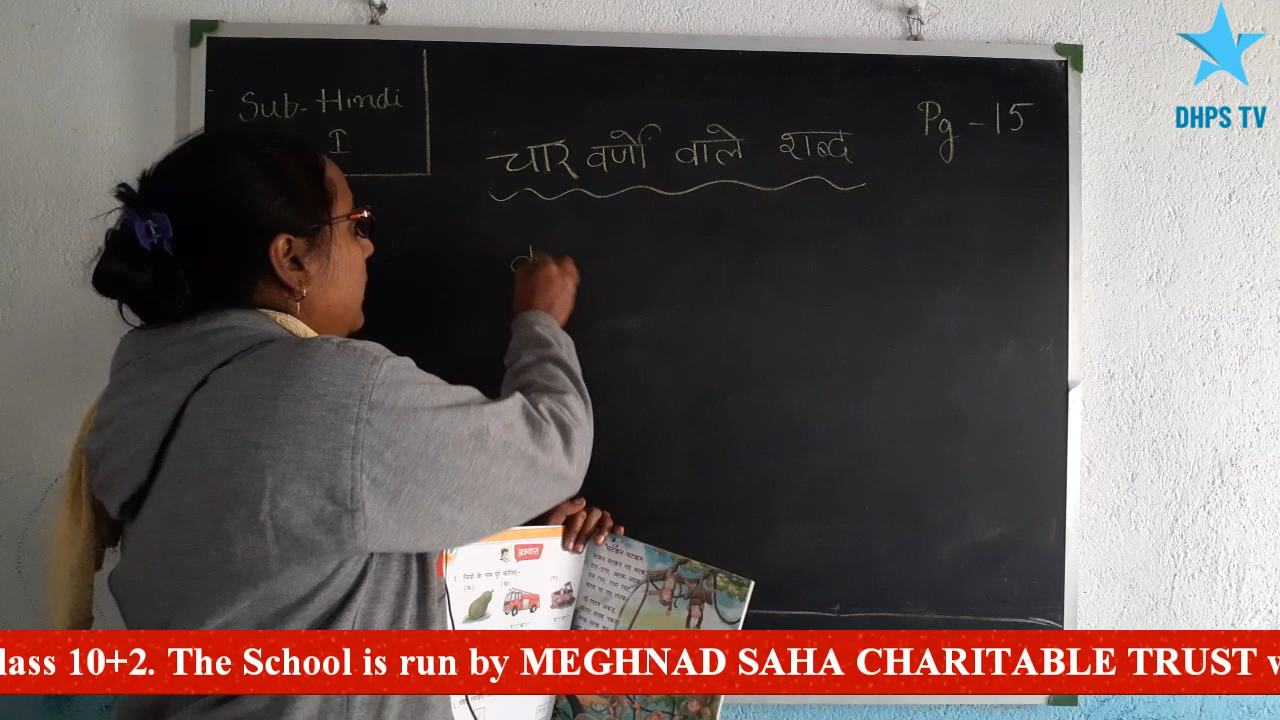 Sub-Hindi
I
चार वर्णो वाले शब्द
Pg-15
DHPS TV
अभ्यास
1. चित्रों के नाम पूरे कीजिए-
(क) (ख) (ग)
lass 10+2. The School is run by MEGHNAD SAHA CHARITABLE TRUST